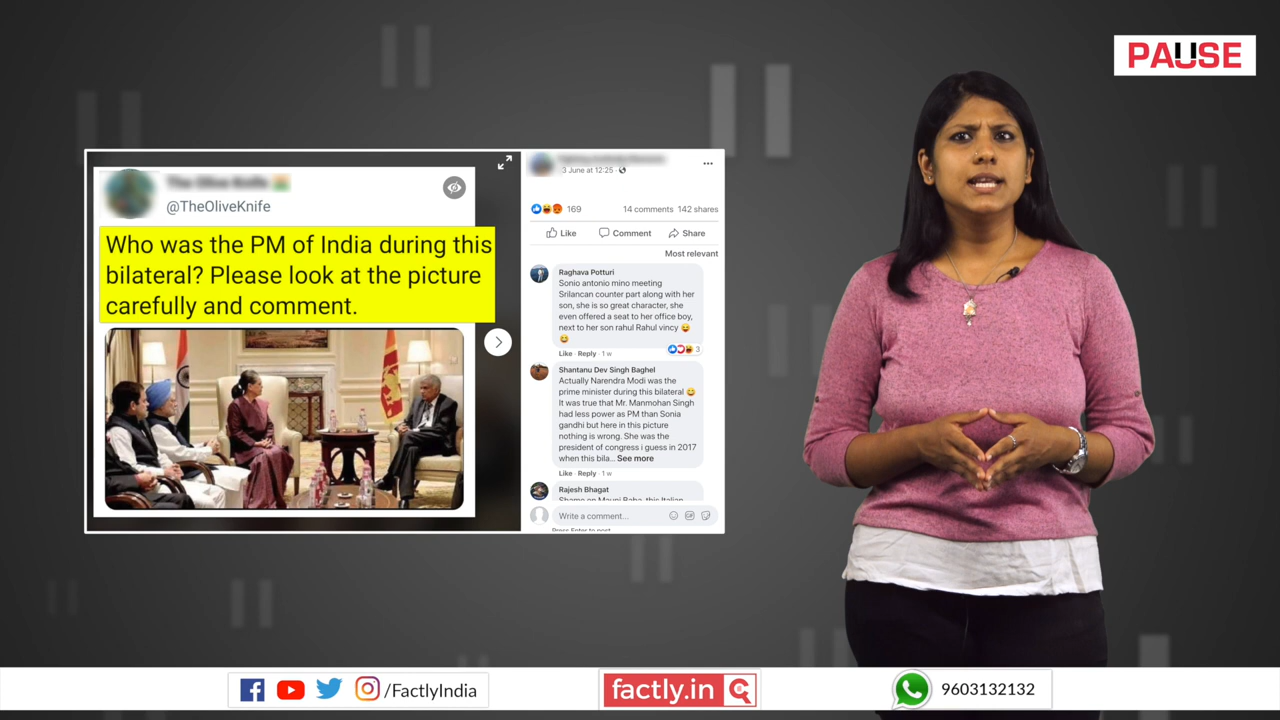 PAUSE
@TheOliveKnife
Who was the PM of India during this
bilateral? Please look at the picture
carefully and comment.
3 June at 12:25 ·
169
14 comments 142 shares
Like Comment Share
Most relevant
Raghava Potturi
Sonio antonio mino meeting
Srilancan counter part along with her
son, she is so great character, she
even offered a seat to her office boy,
next to her son rahul Rahul vincy 😄
😄
3
Like · Reply · 1 w
Shantanu Dev Singh Baghel
Actually Narendra Modi was the
prime minister during this bilateral 😄
It was true that Mr. Manmohan Singh
had less power as PM than Sonia
gandhi but here in this picture
nothing is wrong. She was the
president of congress i guess in 2017
when this bila... See more
Like · Reply · 1 w
Rajesh Bhagat
Write a comment...
Press Enter to post.
/FactlyIndia
factly.in
9603132132